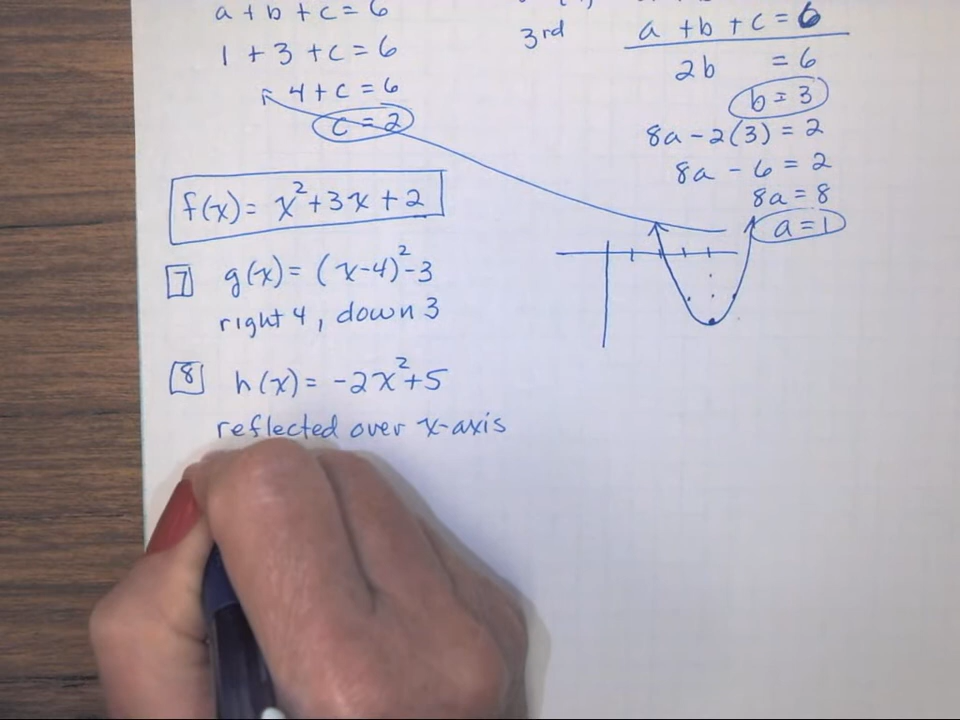 a + b + c = 6
1 + 3 + c = 6
4 + c = 6
c = 2
f(x) = x²+3x+2
3rd
a + b + c = 6
2b = 6
b = 3
8a - 2(3) = 2
8a - 6 = 2
8a = 8
a = 1
7 g(x) = (x-4)²-3
right 4, down 3
8 h(x) = -2x²+5
reflected over x-axis